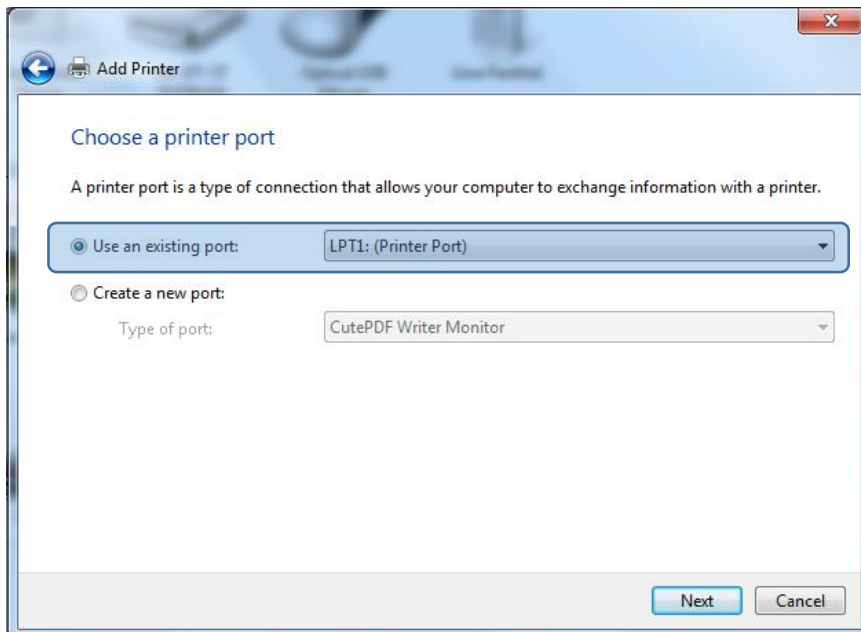 Add Printer
Choose a printer port
A printer port is a type of connection that allows your computer to exchange information with a printer.
Use an existing port: LPT1: (Printer Port)
Create a new port:
Type of port: CutePDF Writer Monitor
Next Cancel